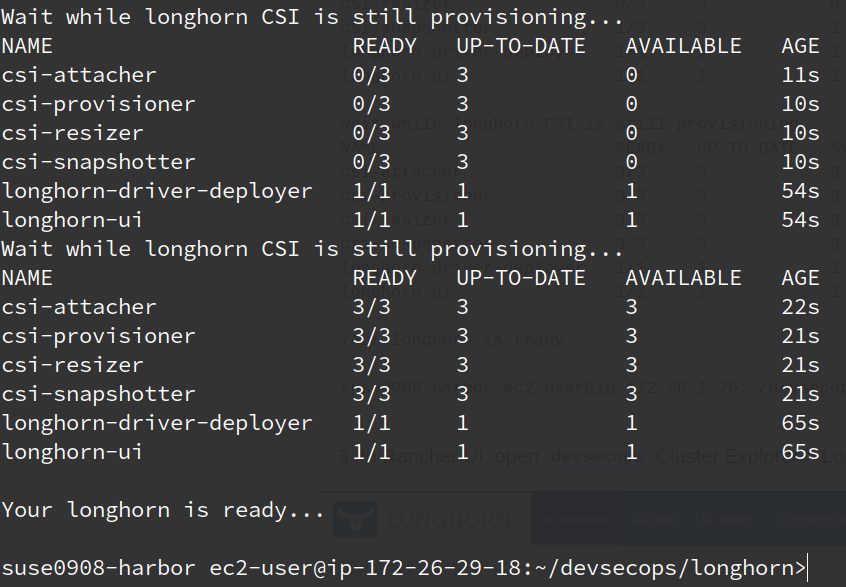 Wait while longhorn CSI is still provisioning...
NAME READY UP-TO-DATE AVAILABLE AGE
csi-attacher 0/3 3 0 11s
csi-provisioner 0/3 3 0 10s
csi-resizer 0/3 3 0 10s
csi-snapshotter 0/3 3 0 10s
longhorn-driver-deployer 1/1 1 1 54s
longhorn-ui 1/1 1 1 54s
Wait while longhorn CSI is still provisioning...
NAME READY UP-TO-DATE AVAILABLE AGE
csi-attacher 3/3 3 3 22s
csi-provisioner 3/3 3 3 21s
csi-resizer 3/3 3 3 21s
csi-snapshotter 3/3 3 3 21s
longhorn-driver-deployer 1/1 1 1 65s
longhorn-ui 1/1 1 1 65s
Your longhorn is ready...
LONGHORN
suse0908-harbor ec2-user@ip-172-26-29-18:~/devsecops/longhorn>